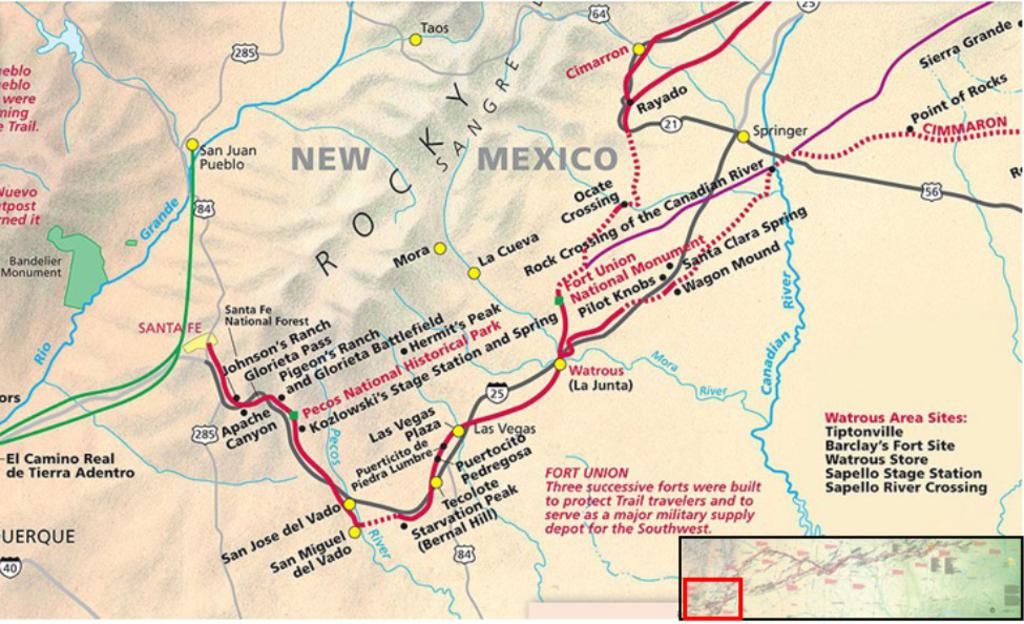 Taos
285
64
25
Cimarron
Sierra Grande
Rayado
Point of Rocks
CIMMARON
21
Springer
ueblo
ueblo
were
ming
e Trail.
San Juan
Pueblo
NEW MEXICO
ROCKY
SANGRE
Nuevo
utpost
rned it
84
56
Ocate
Crossing
Rock Crossing of the Canadian River
Rio Grande
Bandelier
Monument
Mora
La Cueva
Fort Union
National Monument
Santa Clara Spring
Pilot Knobs
Wagon Mound
SANTA FE
Santa Fe
National Forest
Johnson's Ranch
Glorieta Pass
Pigeon's Ranch
and Glorieta Battlefield
Hermit's Peak
Pecos National Historical Park
Kozlowski's Stage Station and Spring
Apache
Canyon
Watrous
(La Junta)
Mora River
Canadian River
25
285
Las Vegas
Plaza
Las Vegas
Puerticito de
Piedra Lumbre
Puertocito
Pedregosa
Tecolote
Starvation Peak
(Bernal Hill)
Pecos River
San Jose del Vado
San Miguel
del Vado
84
ors
El Camino Real
de Tierra Adentro
UERQUE
40
FORT UNION
Three successive forts were built
to protect Trail travelers and to
serve as a major military supply
depot for the Southwest.
Watrous Area Sites:
Tiptonville
Barclay's Fort Site
Watrous Store
Sapello Stage Station
Sapello River Crossing